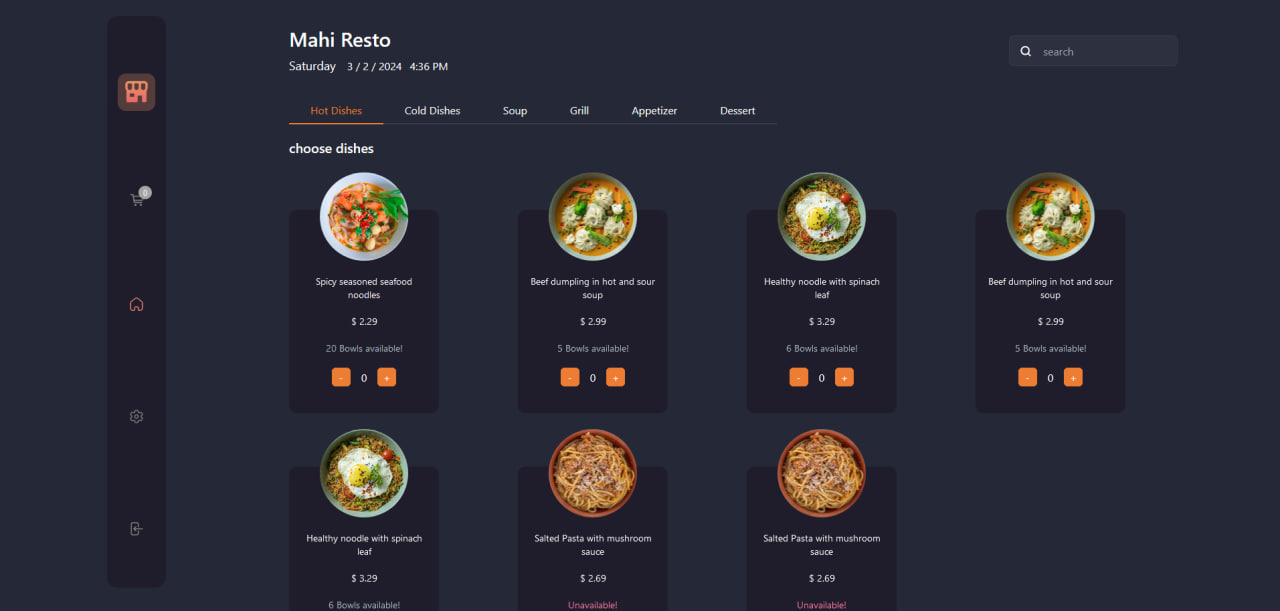 Mahi Resto
Saturday 3 / 2 / 2024 4:36 PM
search
0
Hot Dishes Cold Dishes Soup Grill Appetizer Dessert
choose dishes
Spicy seasoned seafood
noodles
$ 2.29
20 Bowls available!
- 0 +
Beef dumpling in hot and sour
soup
$ 2.99
5 Bowls available!
- 0 +
Healthy noodle with spinach
leaf
$ 3.29
6 Bowls available!
- 0 +
Beef dumpling in hot and sour
soup
$ 2.99
5 Bowls available!
- 0 +
Healthy noodle with spinach
leaf
$ 3.29
6 Bowls available!
Salted Pasta with mushroom
sauce
$ 2.69
Unavailable!
Salted Pasta with mushroom
sauce
$ 2.69
Unavailable!